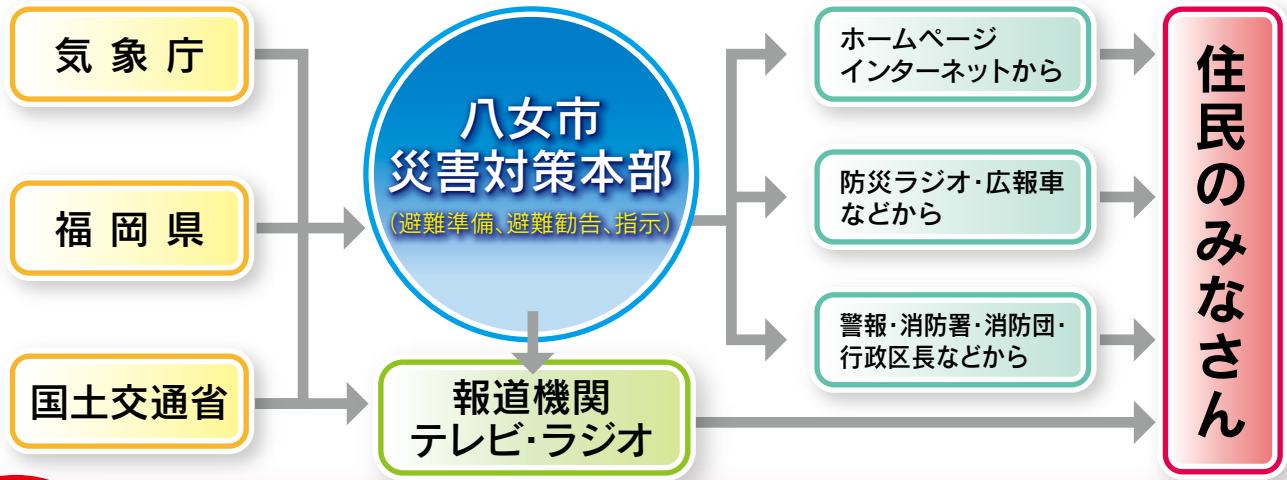 気象庁
福岡県
国土交通省
八女市
災害対策本部
(避難準備、避難勧告、指示)
報道機関
テレビ・ラジオ
ホームページ
インターネットから
防災ラジオ・広報車
などから
警報・消防署・消防団・
行政区長などから
住民のみなさん